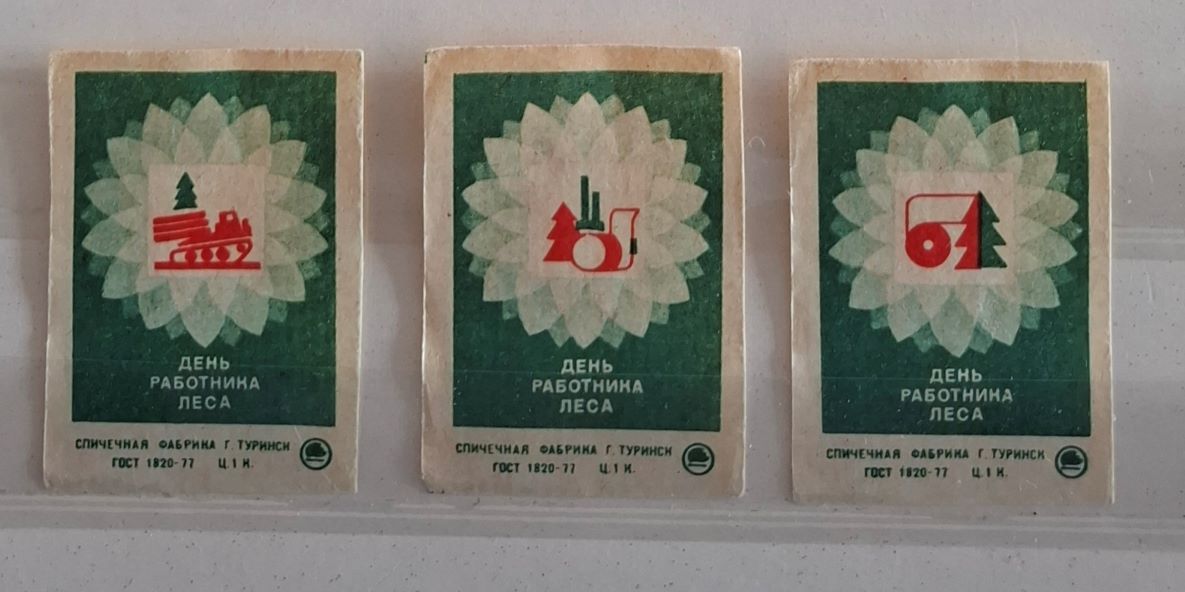 ДЕНЬ
РАБОТНИКА
ЛЕСА
СПИЧЕЧНАЯ ФАБРИКА Г. ТУРИНСК
ГОСТ 1820-77 Ц. 1 К.
ДЕНЬ
РАБОТНИКА
ЛЕСА
СПИЧЕЧНАЯ ФАБРИКА Г. ТУРИНСК
ГОСТ 1820-77 Ц. 1 К.
ДЕНЬ
РАБОТНИКА
ЛЕСА
СПИЧЕЧНАЯ ФАБРИКА Г. ТУРИНСК
ГОСТ 1820-77 Ц. 1 К.